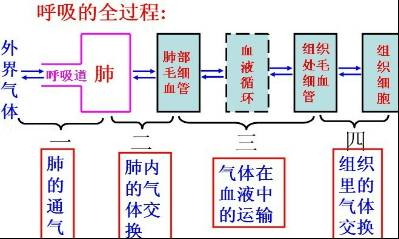 呼吸的全过程:
外界气体
呼吸道
肺
肺部毛细血管
血液循环
组织处毛细血管
组织细胞
一
二
三
四
肺的通气
肺内的气体交换
气体在血液中的运输
组织里的气体交换